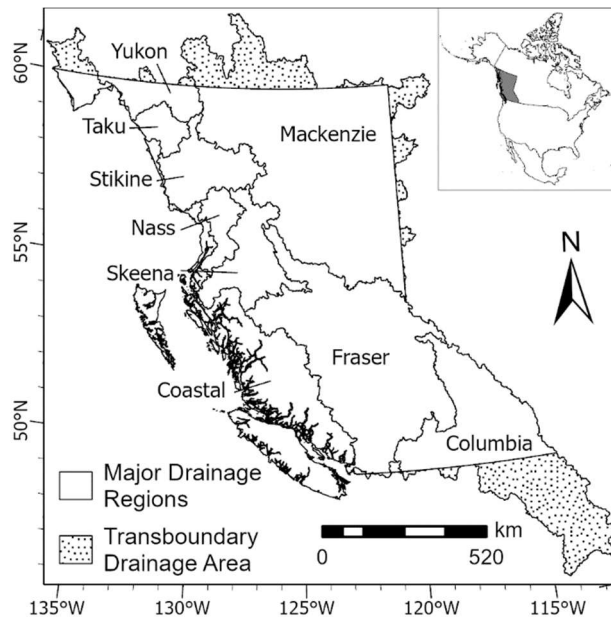 60°N
55°N
50°N
Yukon
Taku
Mackenzie
Stikine
Nass
Skeena
N
Fraser
Coastal
Columbia
Major Drainage
Regions
Transboundary
Drainage Area
km
0
520
135°W
130°W
125°W
120°W
115°W